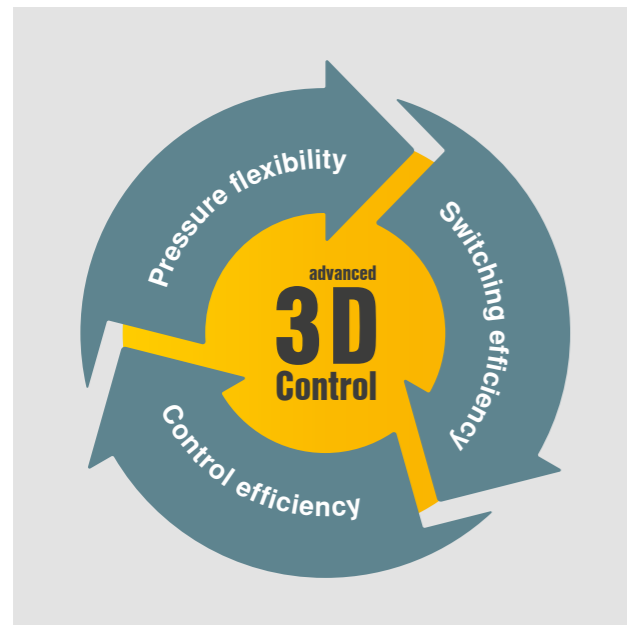 Pressure flexibility
Switching efficiency
Control efficiency
advanced
3D
Control